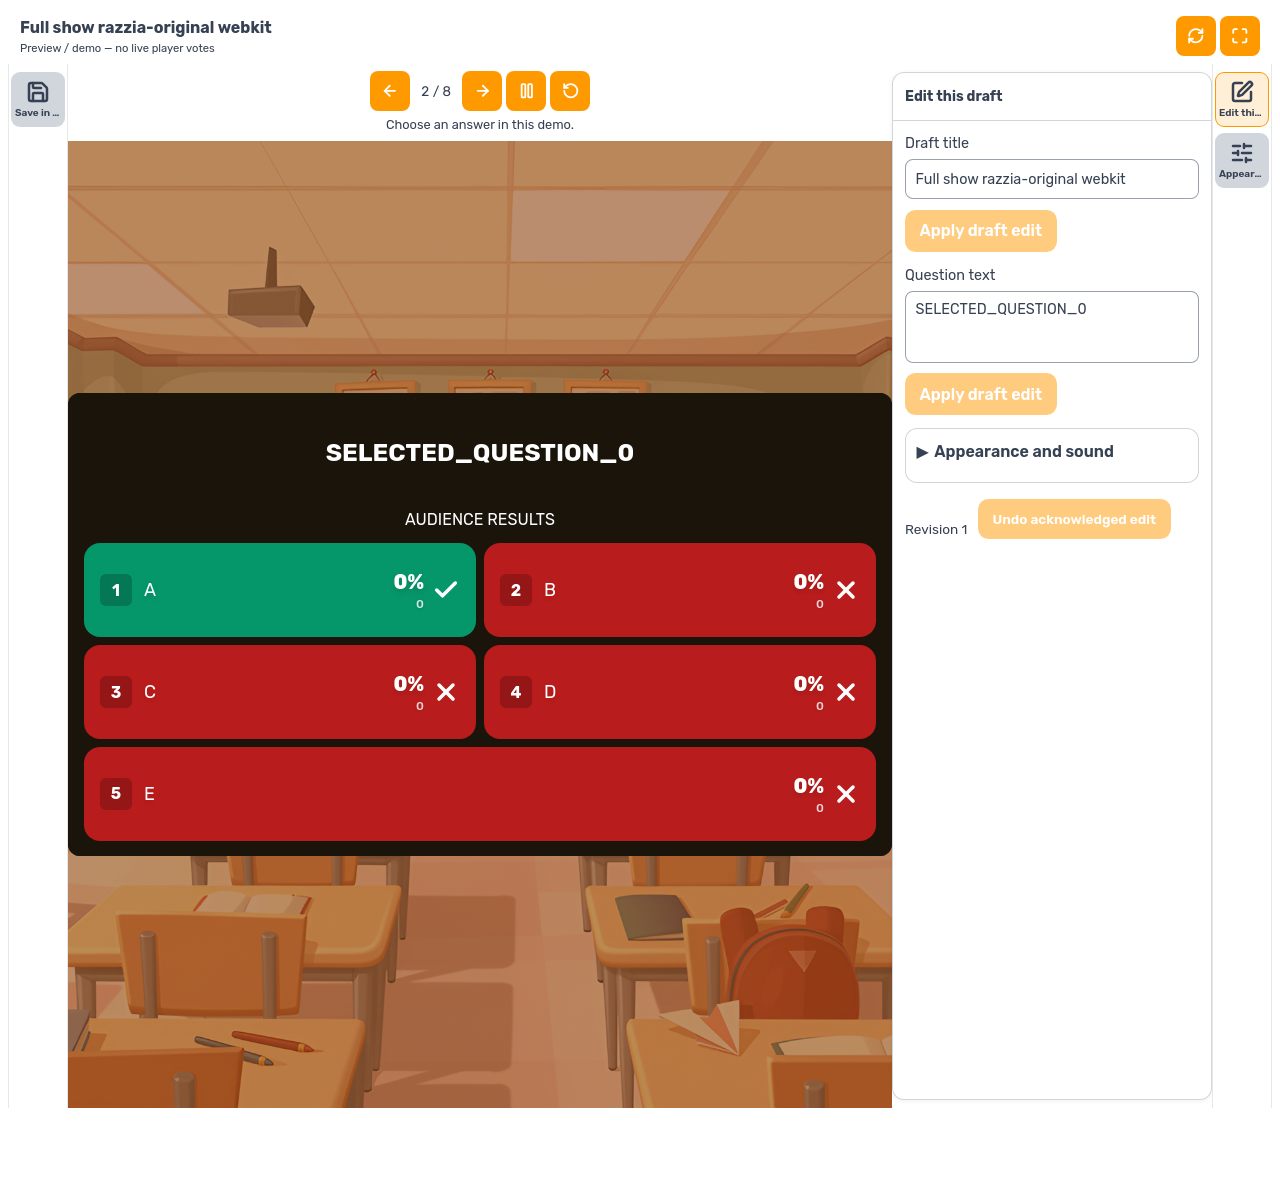 Full show razzia-original webkit
Preview / demo — no live player votes
Save in ...
2 / 8
Choose an answer in this demo.
SELECTED_QUESTION_0
AUDIENCE RESULTS
1 A 0% 0
2 B 0% 0
3 C 0% 0
4 D 0% 0
5 E 0% 0
Edit this draft
Draft title
Full show razzia-original webkit
Apply draft edit
Question text
SELECTED_QUESTION_0
Apply draft edit
▶ Appearance and sound
Revision 1
Undo acknowledged edit
Edit thi...
Appear...